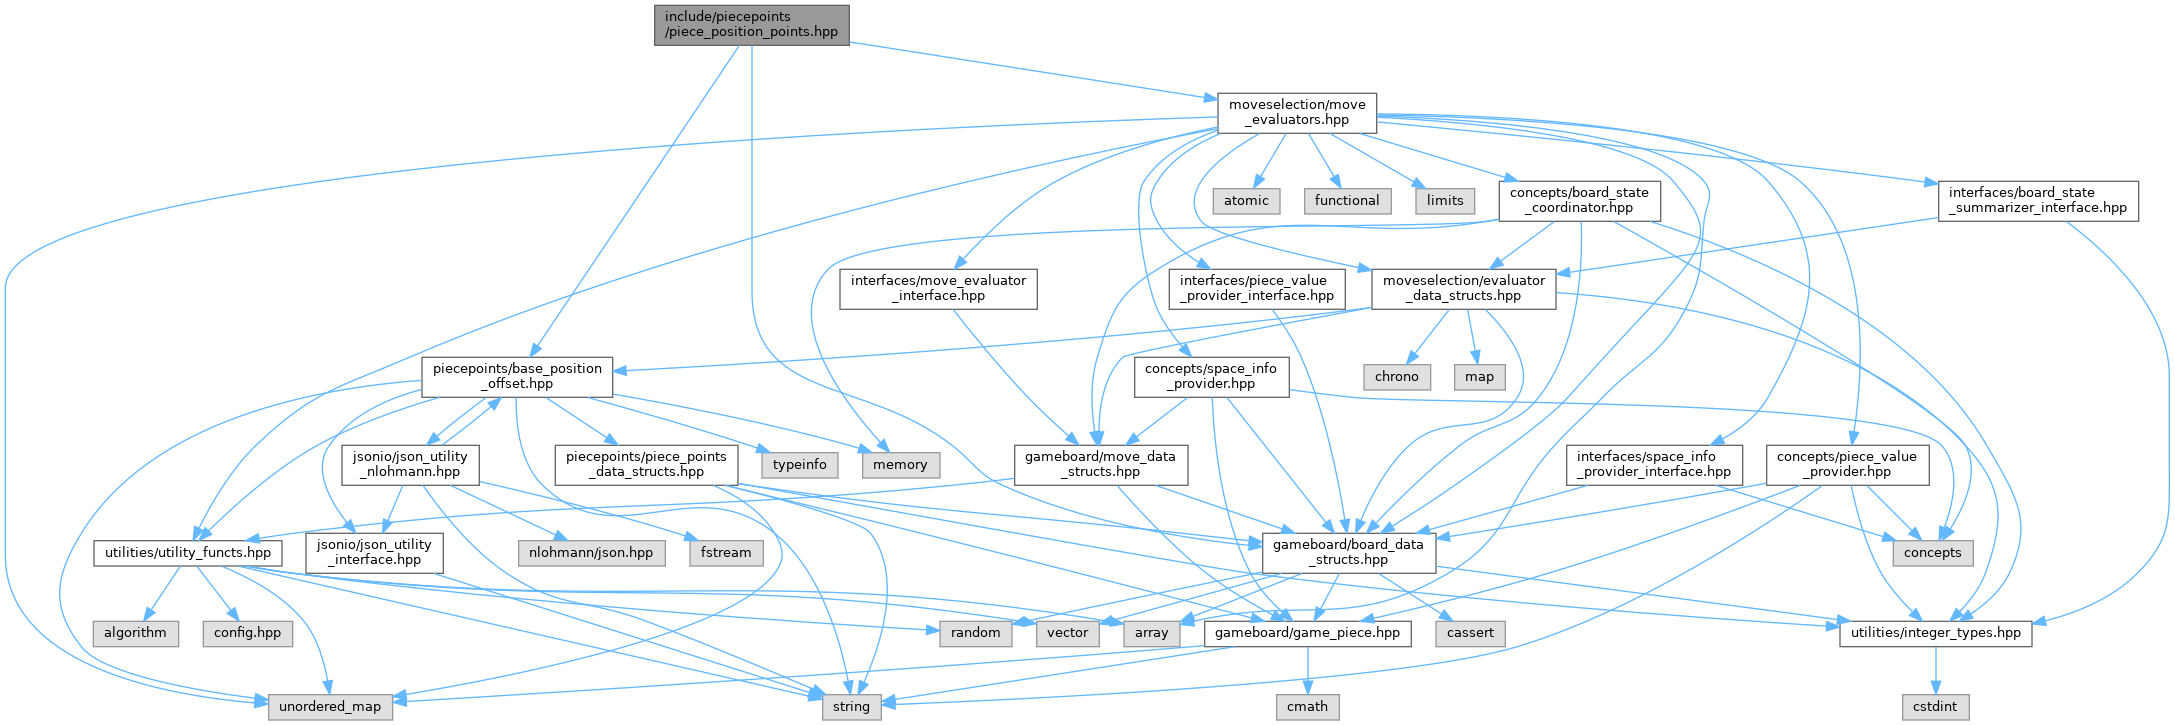 include/piecepoints
/piece_position_points.hpp
moveselection/move
_evaluators.hpp
atomic
functional
limits
concepts/board_state
_coordinator.hpp
interfaces/board_state
_summarizer_interface.hpp
interfaces/move_evaluator
_interface.hpp
interfaces/piece_value
_provider_interface.hpp
moveselection/evaluator
_data_structs.hpp
piecepoints/base_position
_offset.hpp
concepts/space_info
_provider.hpp
chrono
map
jsonio/json_utility
_nlohmann.hpp
piecepoints/piece_points
_data_structs.hpp
typeinfo
memory
gameboard/move_data
_structs.hpp
interfaces/space_info
_provider_interface.hpp
concepts/piece_value
_provider.hpp
utilities/utility_functs.hpp
jsonio/json_utility
_interface.hpp
nlohmann/json.hpp
fstream
gameboard/board_data
_structs.hpp
concepts
algorithm
config.hpp
random
vector
array
gameboard/game_piece.hpp
cassert
utilities/integer_types.hpp
unordered_map
string
cmath
cstdint